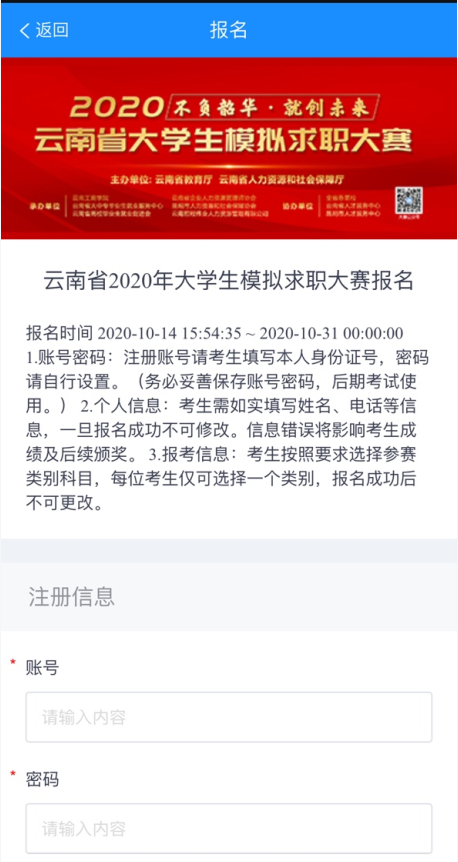 返回
报名
2020不负韶华·就创未来
云南省大学生模拟求职大赛
主办单位: 云南省教育厅 云南省人力资源和社会保障厅
承办单位
协办单位
云南省2020年大学生模拟求职大赛报名
报名时间 2020-10-14 15:54:35 ~ 2020-10-31 00:00:00
1.账号密码：注册账号请考生填写本人身份证号，密码
请自行设置。（务必妥善保存账号密码，后期考试使
用。） 2.个人信息：考生需如实填写姓名、电话等信
息，一旦报名成功不可修改。信息错误将影响考生成
绩及后续颁奖。 3.报考信息：考生按照要求选择参赛
类别科目，每位考生仅可选择一个类别，报名成功后
不可更改。
注册信息
* 账号
请输入内容
* 密码
请输入内容